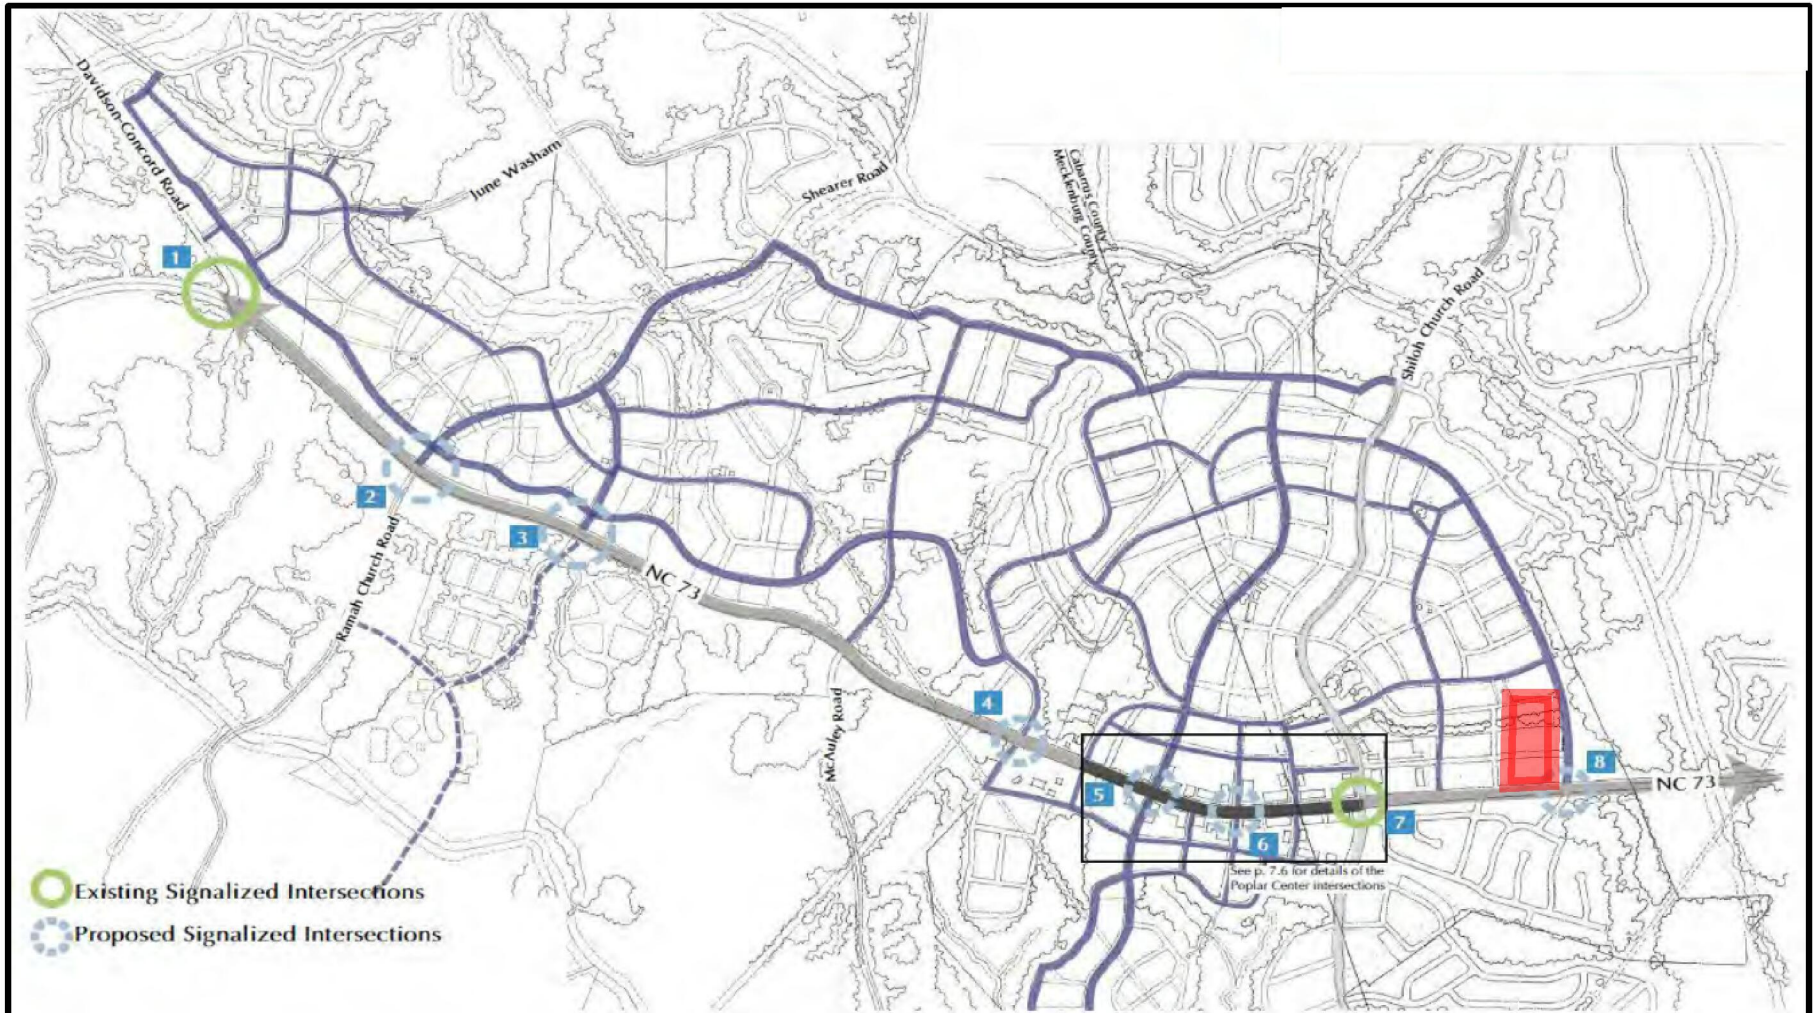 Davidson-Concord Road
June Washam
Shearer Road
Cabarrus County
Mecklenburg County
Shiloh Church Road
1
2
3
Ramah Church Road
NC 73
McAuley Road
4
5
6
7
8
NC 73
See p. 7.6 for details of the
Poplar Center intersections
Existing Signalized Intersections
Proposed Signalized Intersections